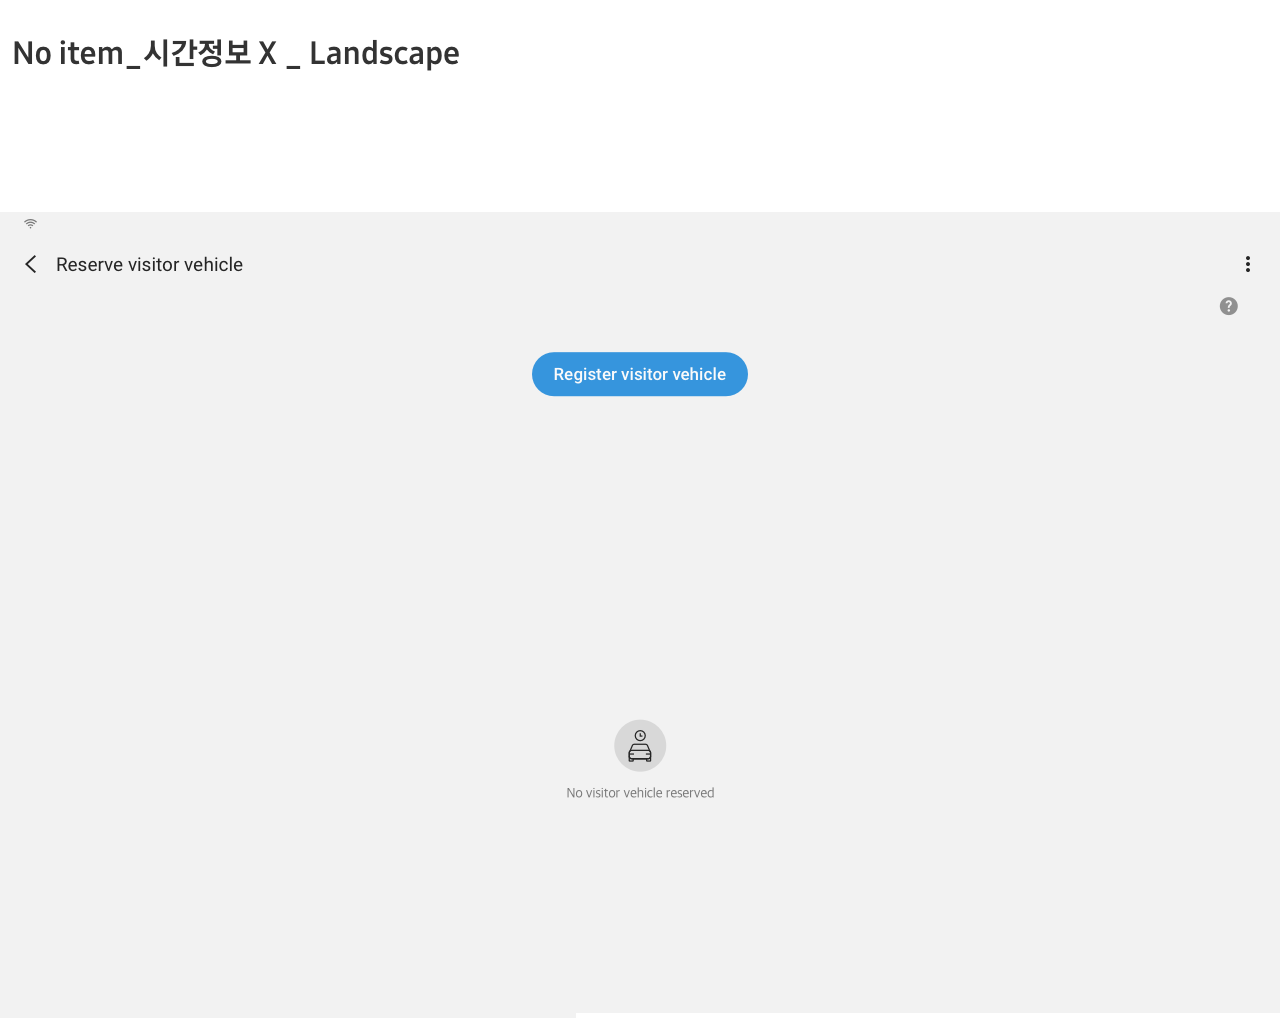 No item_시간정보 X _ Landscape
Reserve visitor vehicle
?
Register visitor vehicle
No visitor vehicle reserved